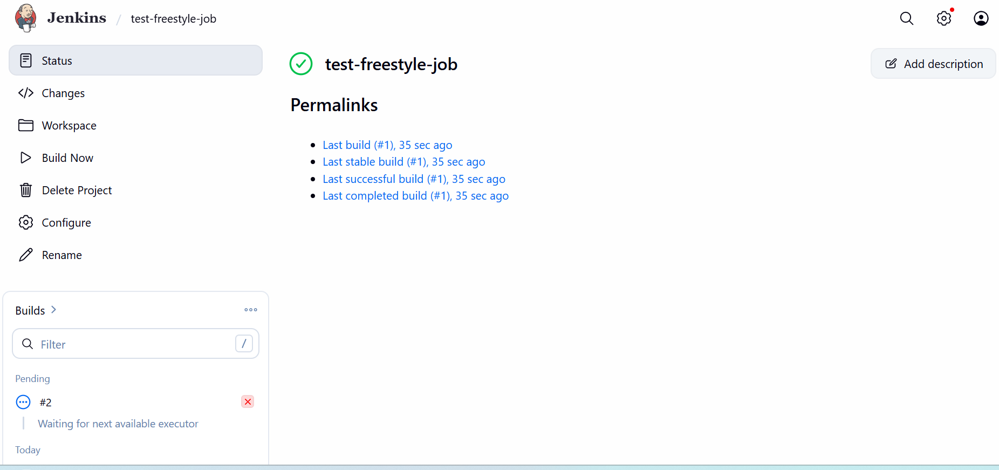 Jenkins / test-freestyle-job
Status
Changes
Workspace
Build Now
Delete Project
Configure
Rename
Builds
Filter /
Pending
#2
Waiting for next available executor
Today
test-freestyle-job
Add description
Permalinks
Last build (#1), 35 sec ago
Last stable build (#1), 35 sec ago
Last successful build (#1), 35 sec ago
Last completed build (#1), 35 sec ago